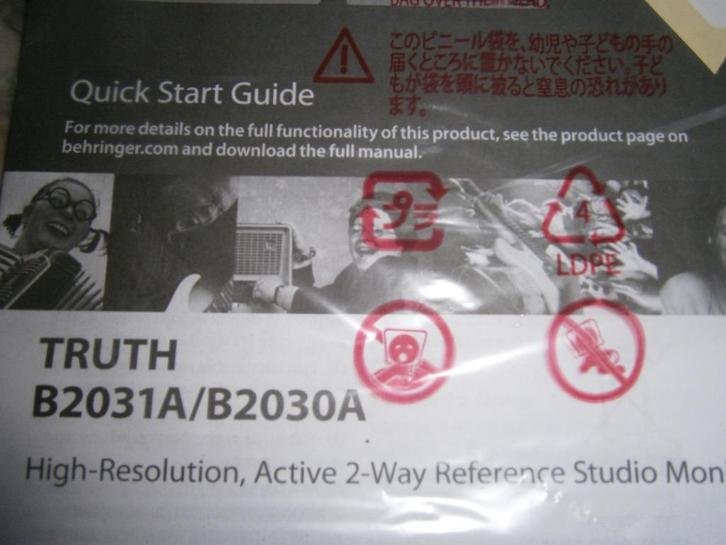 BAG OVER THEIR HEAD.
このビニール袋を、幼児や子どもの手の
届くところに置かないでください。子ど
もが袋を頭に被ると窒息の恐れがあり
ます。
Quick Start Guide
For more details on the full functionality of this product, see the product page on
behringer.com and download the full manual.
4
LDPE
TRUTH
B2031A/B2030A
High-Resolution, Active 2-Way Reference Studio Mon